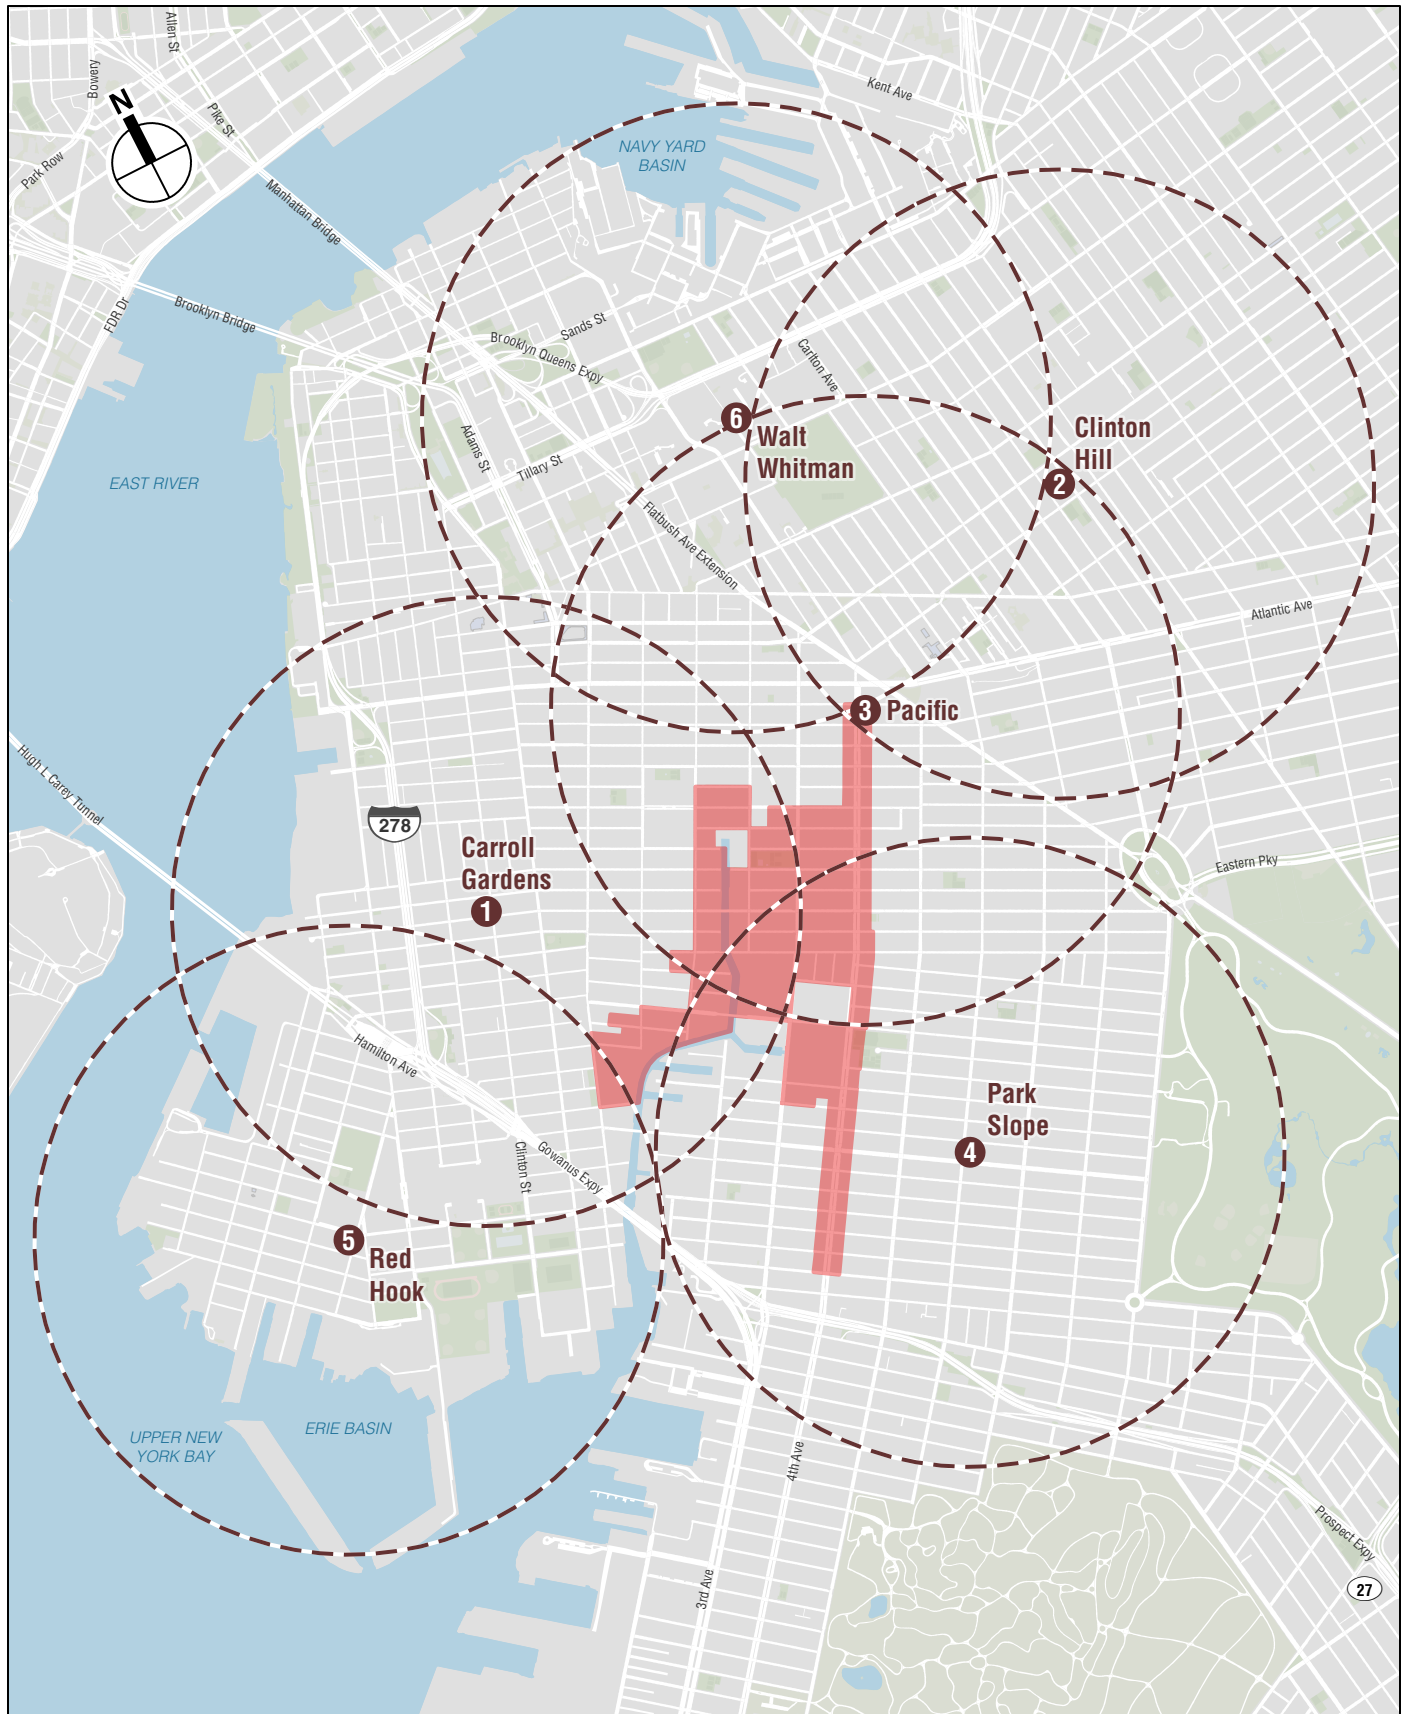 Allen St
Bowery
Kent Ave
N
Pike St
NAVY YARD
BASIN
Park Row
Manhattan Bridge
FDR Dr
Brooklyn Bridge
Sands St
Brooklyn Queens Expy
Carlton Ave
6
Walt
Whitman
Clinton
Hill
2
Adams St
Tillary St
EAST RIVER
Flatbush Ave Extension
Atlantic Ave
3
Pacific
Hugh L Carey Tunnel
278
Carroll
Gardens
1
Eastern Pky
Hamilton Ave
Park
Slope
4
Clinton St
Gowanus Expy
5
Red
Hook
UPPER NEW
YORK BAY
ERIE BASIN
4th Ave
3rd Ave
Prospect Expy
27